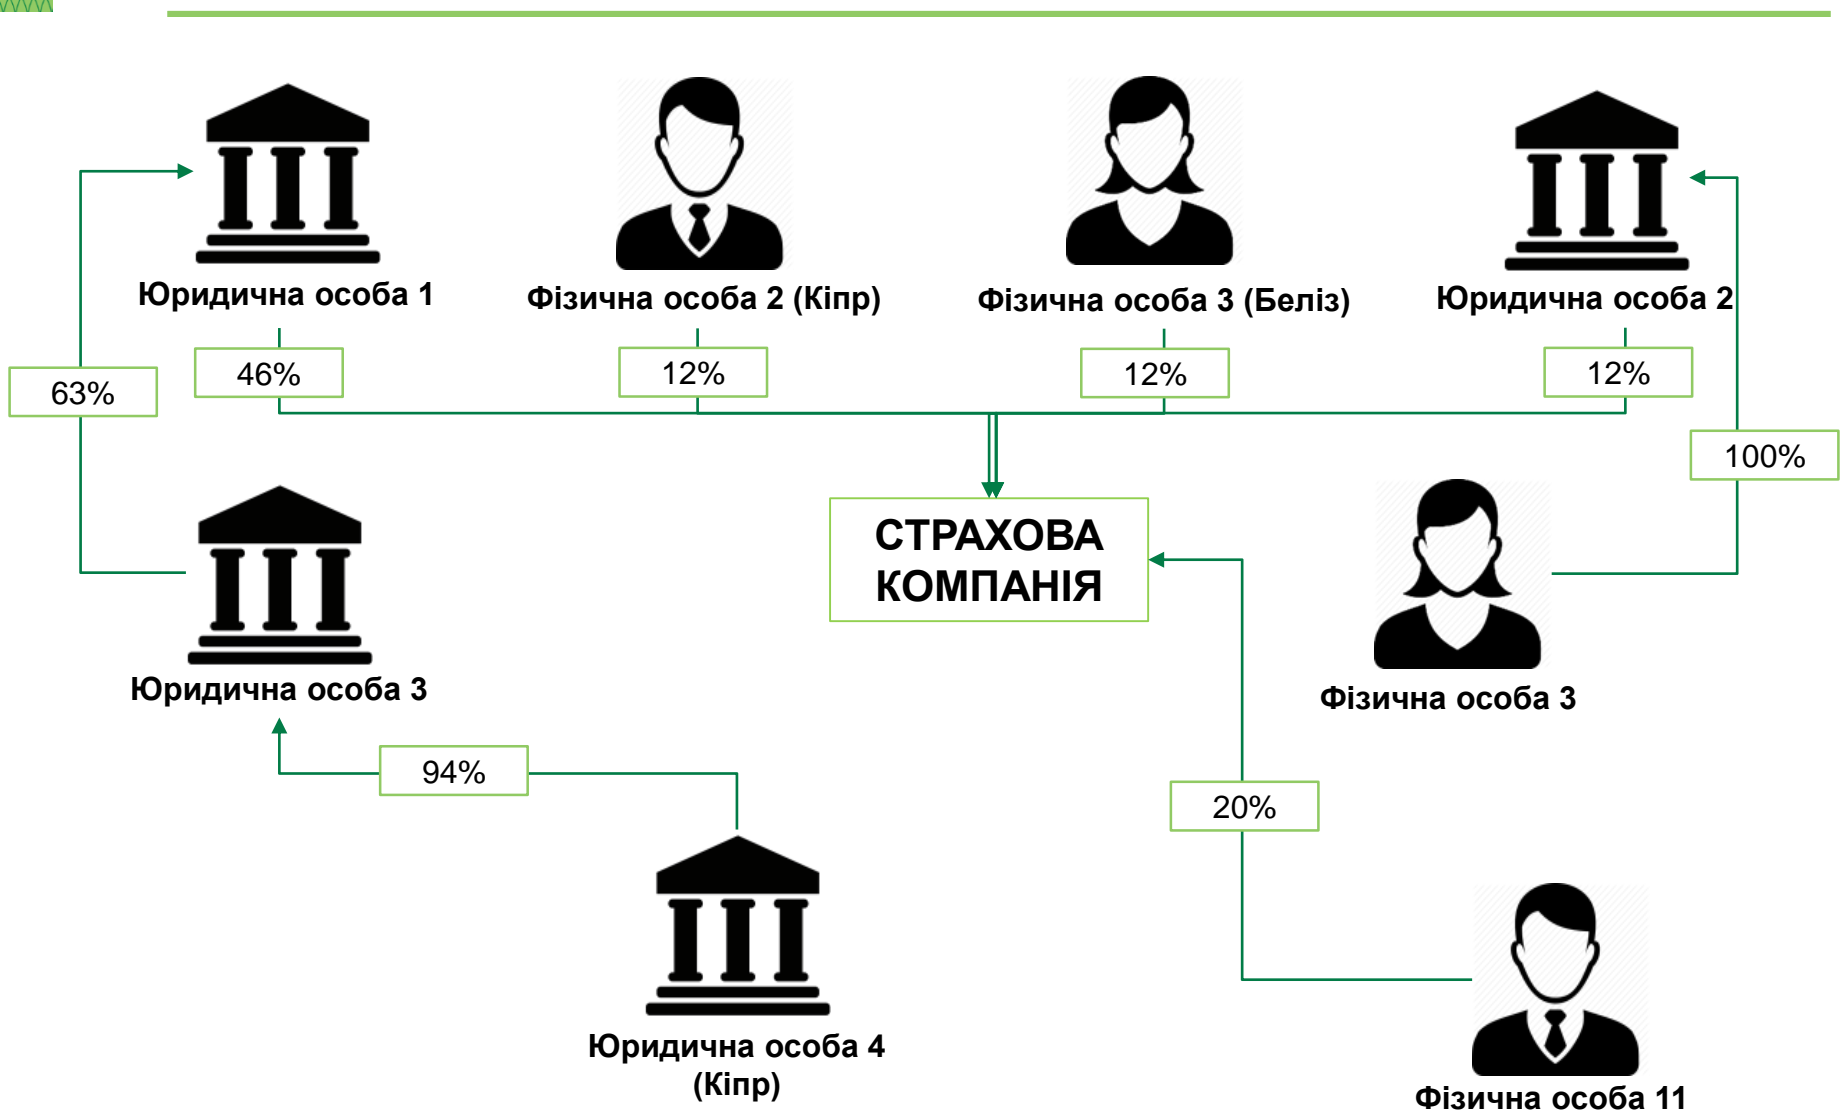 Юридична особа 1
Фізична особа 2 (Кіпр)
Фізична особа 3 (Беліз)
Юридична особа 2
63%
46%
12%
12%
12%
100%
СТРАХОВА
КОМПАНІЯ
Юридична особа 3
Фізична особа 3
94%
20%
Юридична особа 4
(Кіпр)
Фізична особа 11